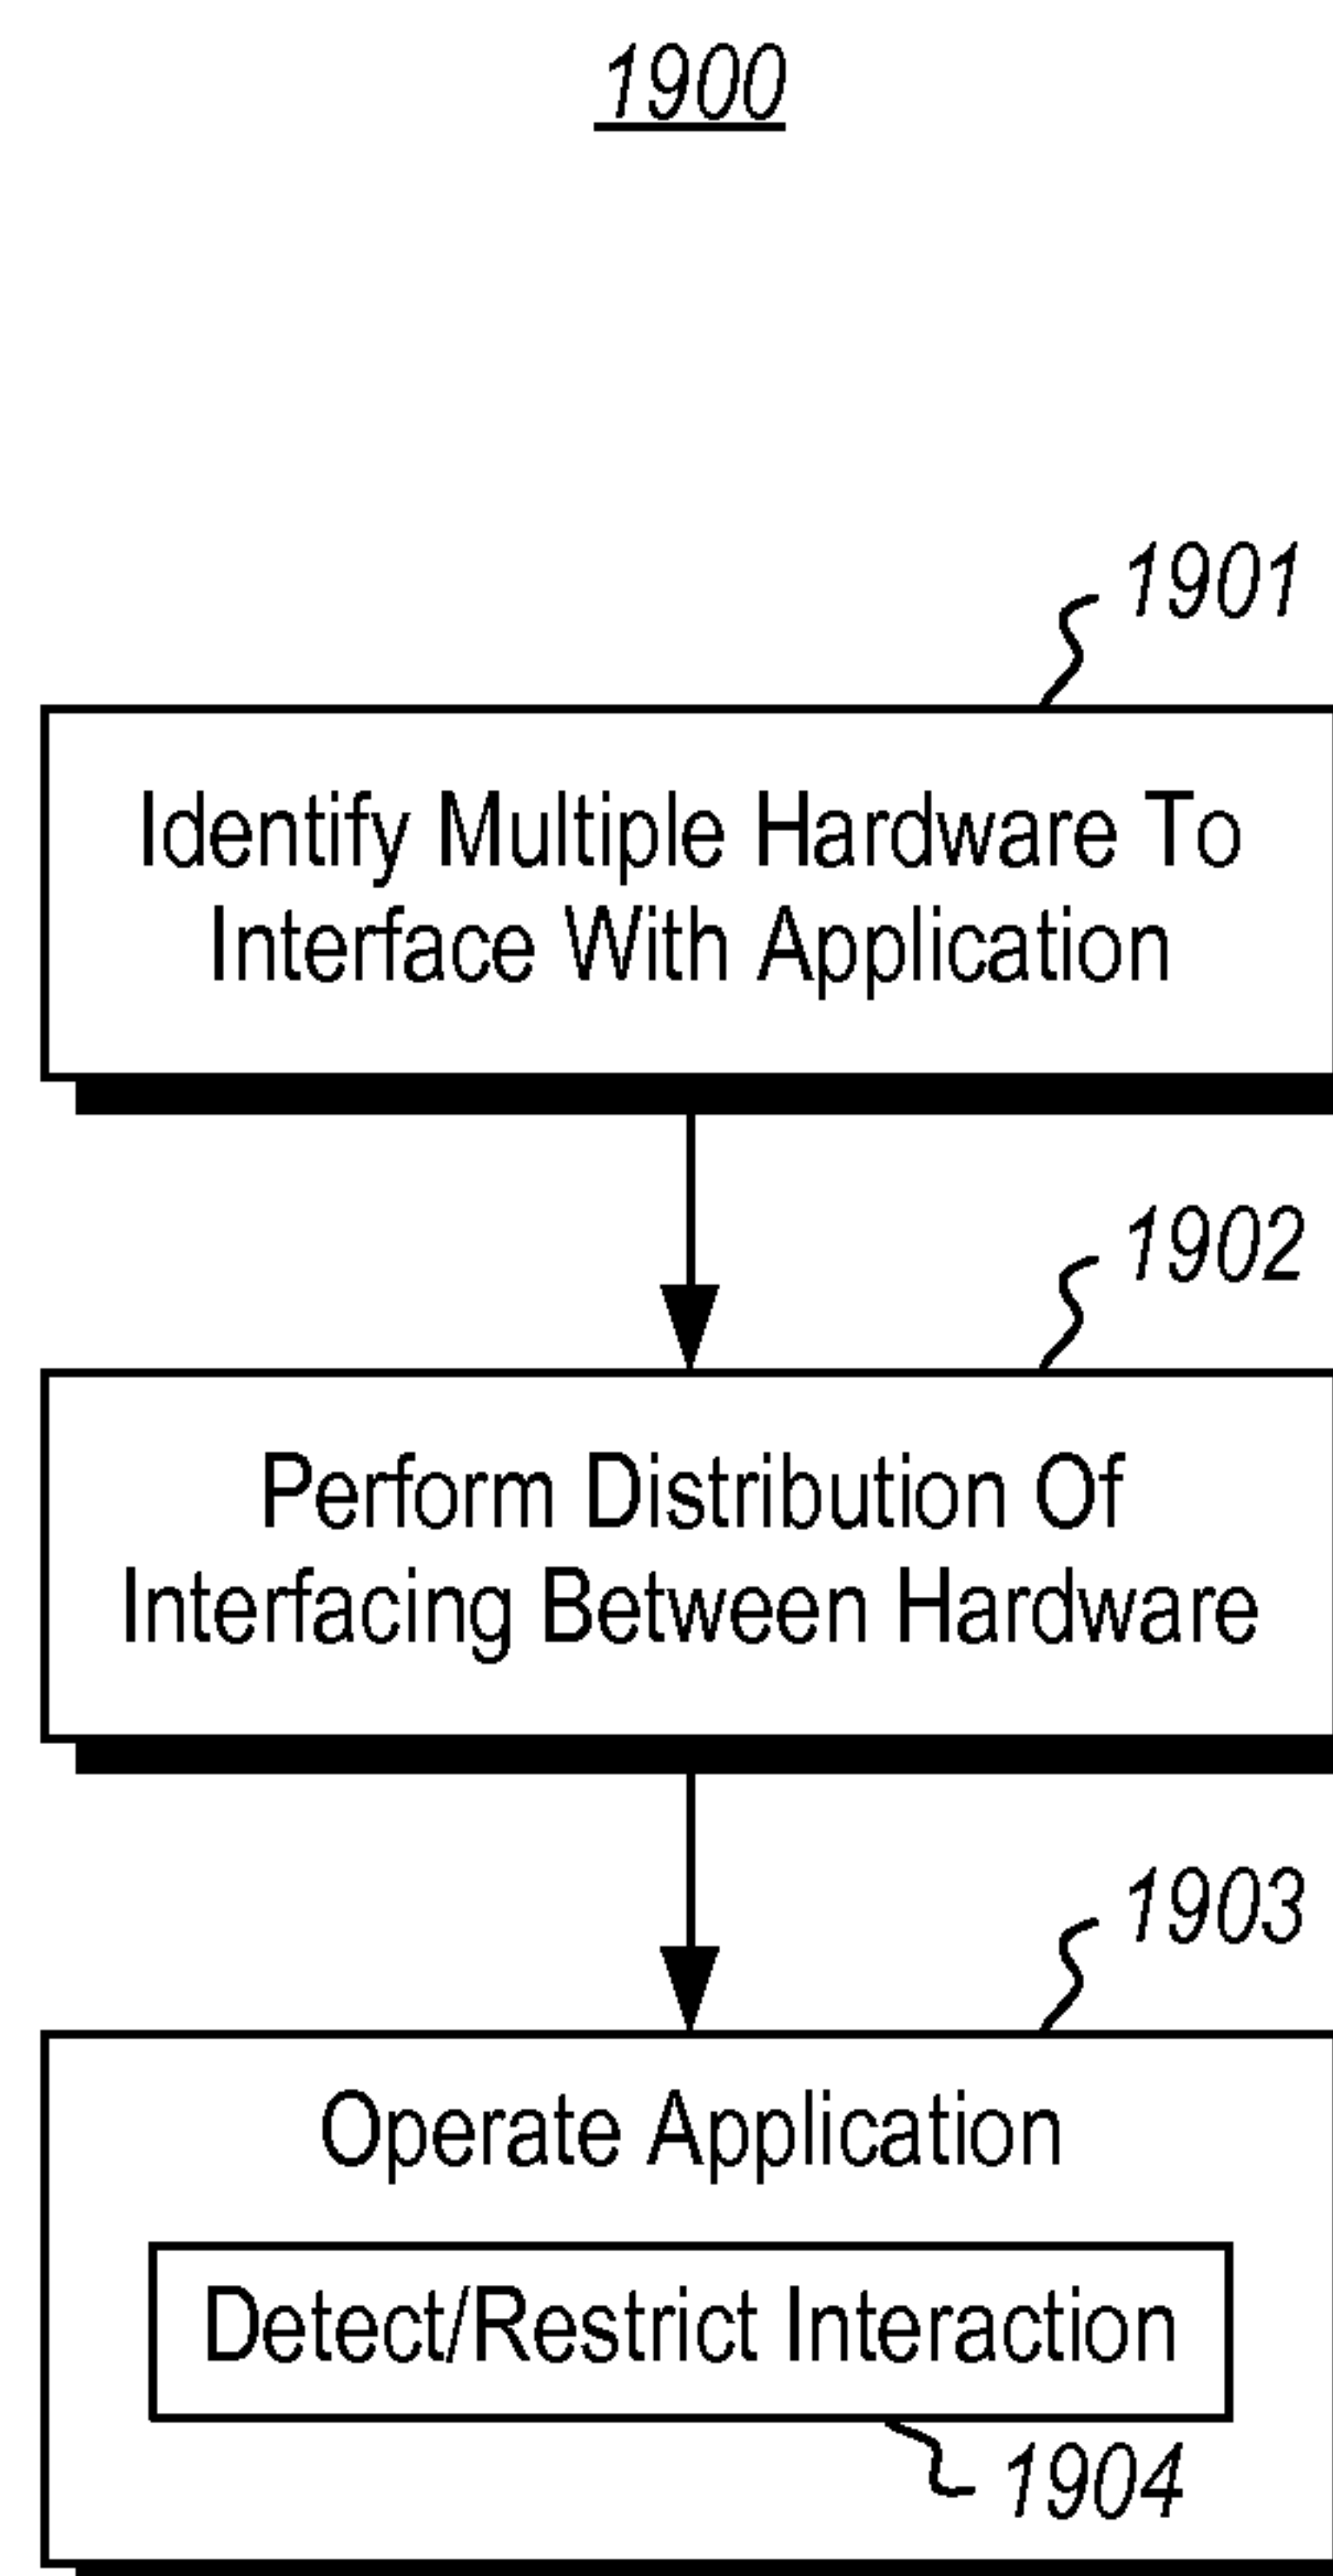 1900
1901
Identify Multiple Hardware To
Interface With Application
1902
Perform Distribution Of
Interfacing Between Hardware
1903
Operate Application
Detect/Restrict Interaction
1904